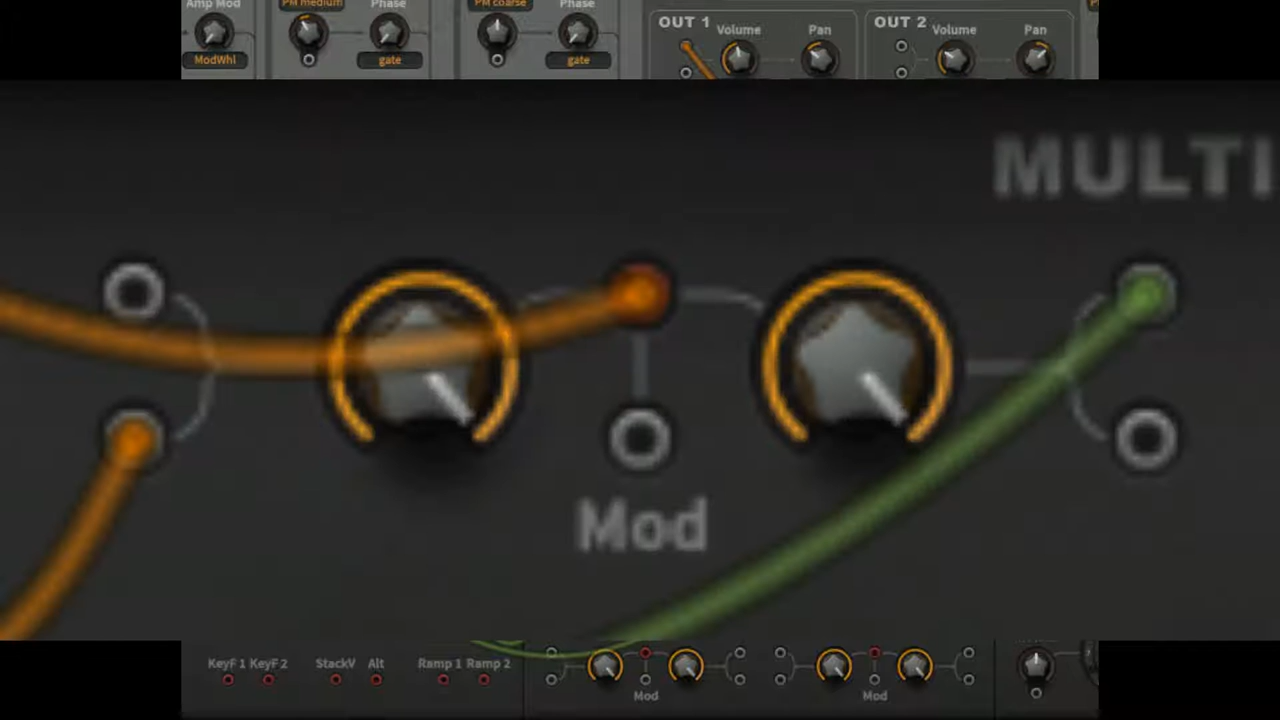 Amp Mod
PM medium
Phase
PM coarse
Phase
ModWhl
gate
gate
OUT 1
Volume
Pan
OUT 2
Volume
Pan
MULTI
Mod
KeyF 1 KeyF 2
StackV
Alt
Ramp 1 Ramp 2
Mod
Mod